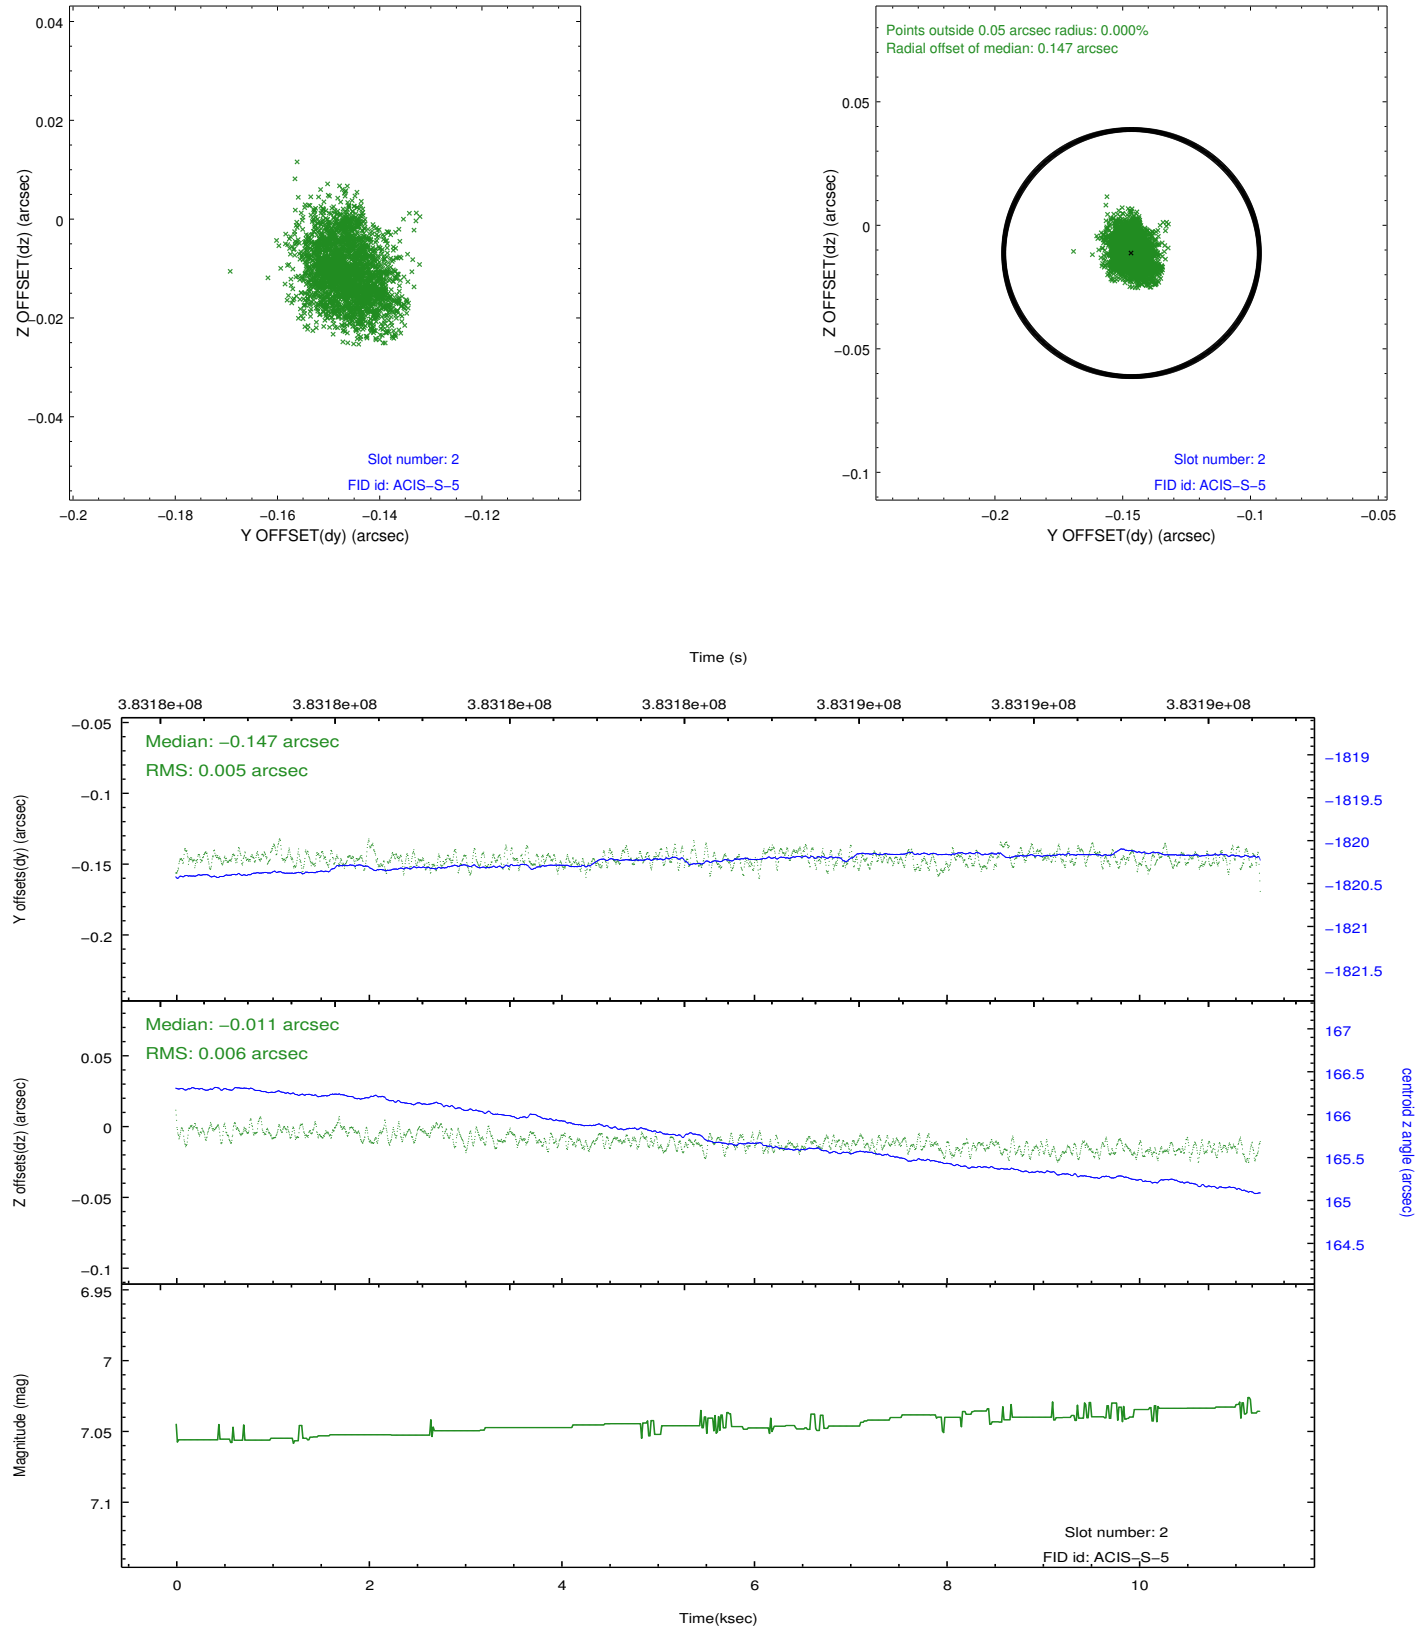 0.04
0.02
0
−0.02
−0.04
Z OFFSET(dz) (arcsec)
Slot number: 2
FID id: ACIS−S−5
−0.2
−0.18
−0.16
−0.14
−0.12
Y OFFSET(dy) (arcsec)
Points outside 0.05 arcsec radius: 0.000%
Radial offset of median: 0.147 arcsec
0.05
0
−0.05
−0.1
Z OFFSET(dz) (arcsec)
Slot number: 2
FID id: ACIS−S−5
−0.2
−0.15
−0.1
−0.05
Y OFFSET(dy) (arcsec)
Time (s)
3.8318e+08
3.8318e+08
3.8318e+08
3.8318e+08
3.8319e+08
3.8319e+08
3.8319e+08
Median: −0.147 arcsec
RMS: 0.005 arcsec
−0.05
−0.1
−0.15
−0.2
Y offsets(dy) (arcsec)
−1819
−1819.5
−1820
−1820.5
−1821
−1821.5
Median: −0.011 arcsec
RMS: 0.006 arcsec
0.05
0
−0.05
−0.1
Z offsets(dz) (arcsec)
167
166.5
166
165.5
165
164.5
centroid z angle (arcsec)
6.95
7
7.05
7.1
Magnitude (mag)
Slot number: 2
FID id: ACIS−S−5
0
2
4
6
8
10
Time(ksec)